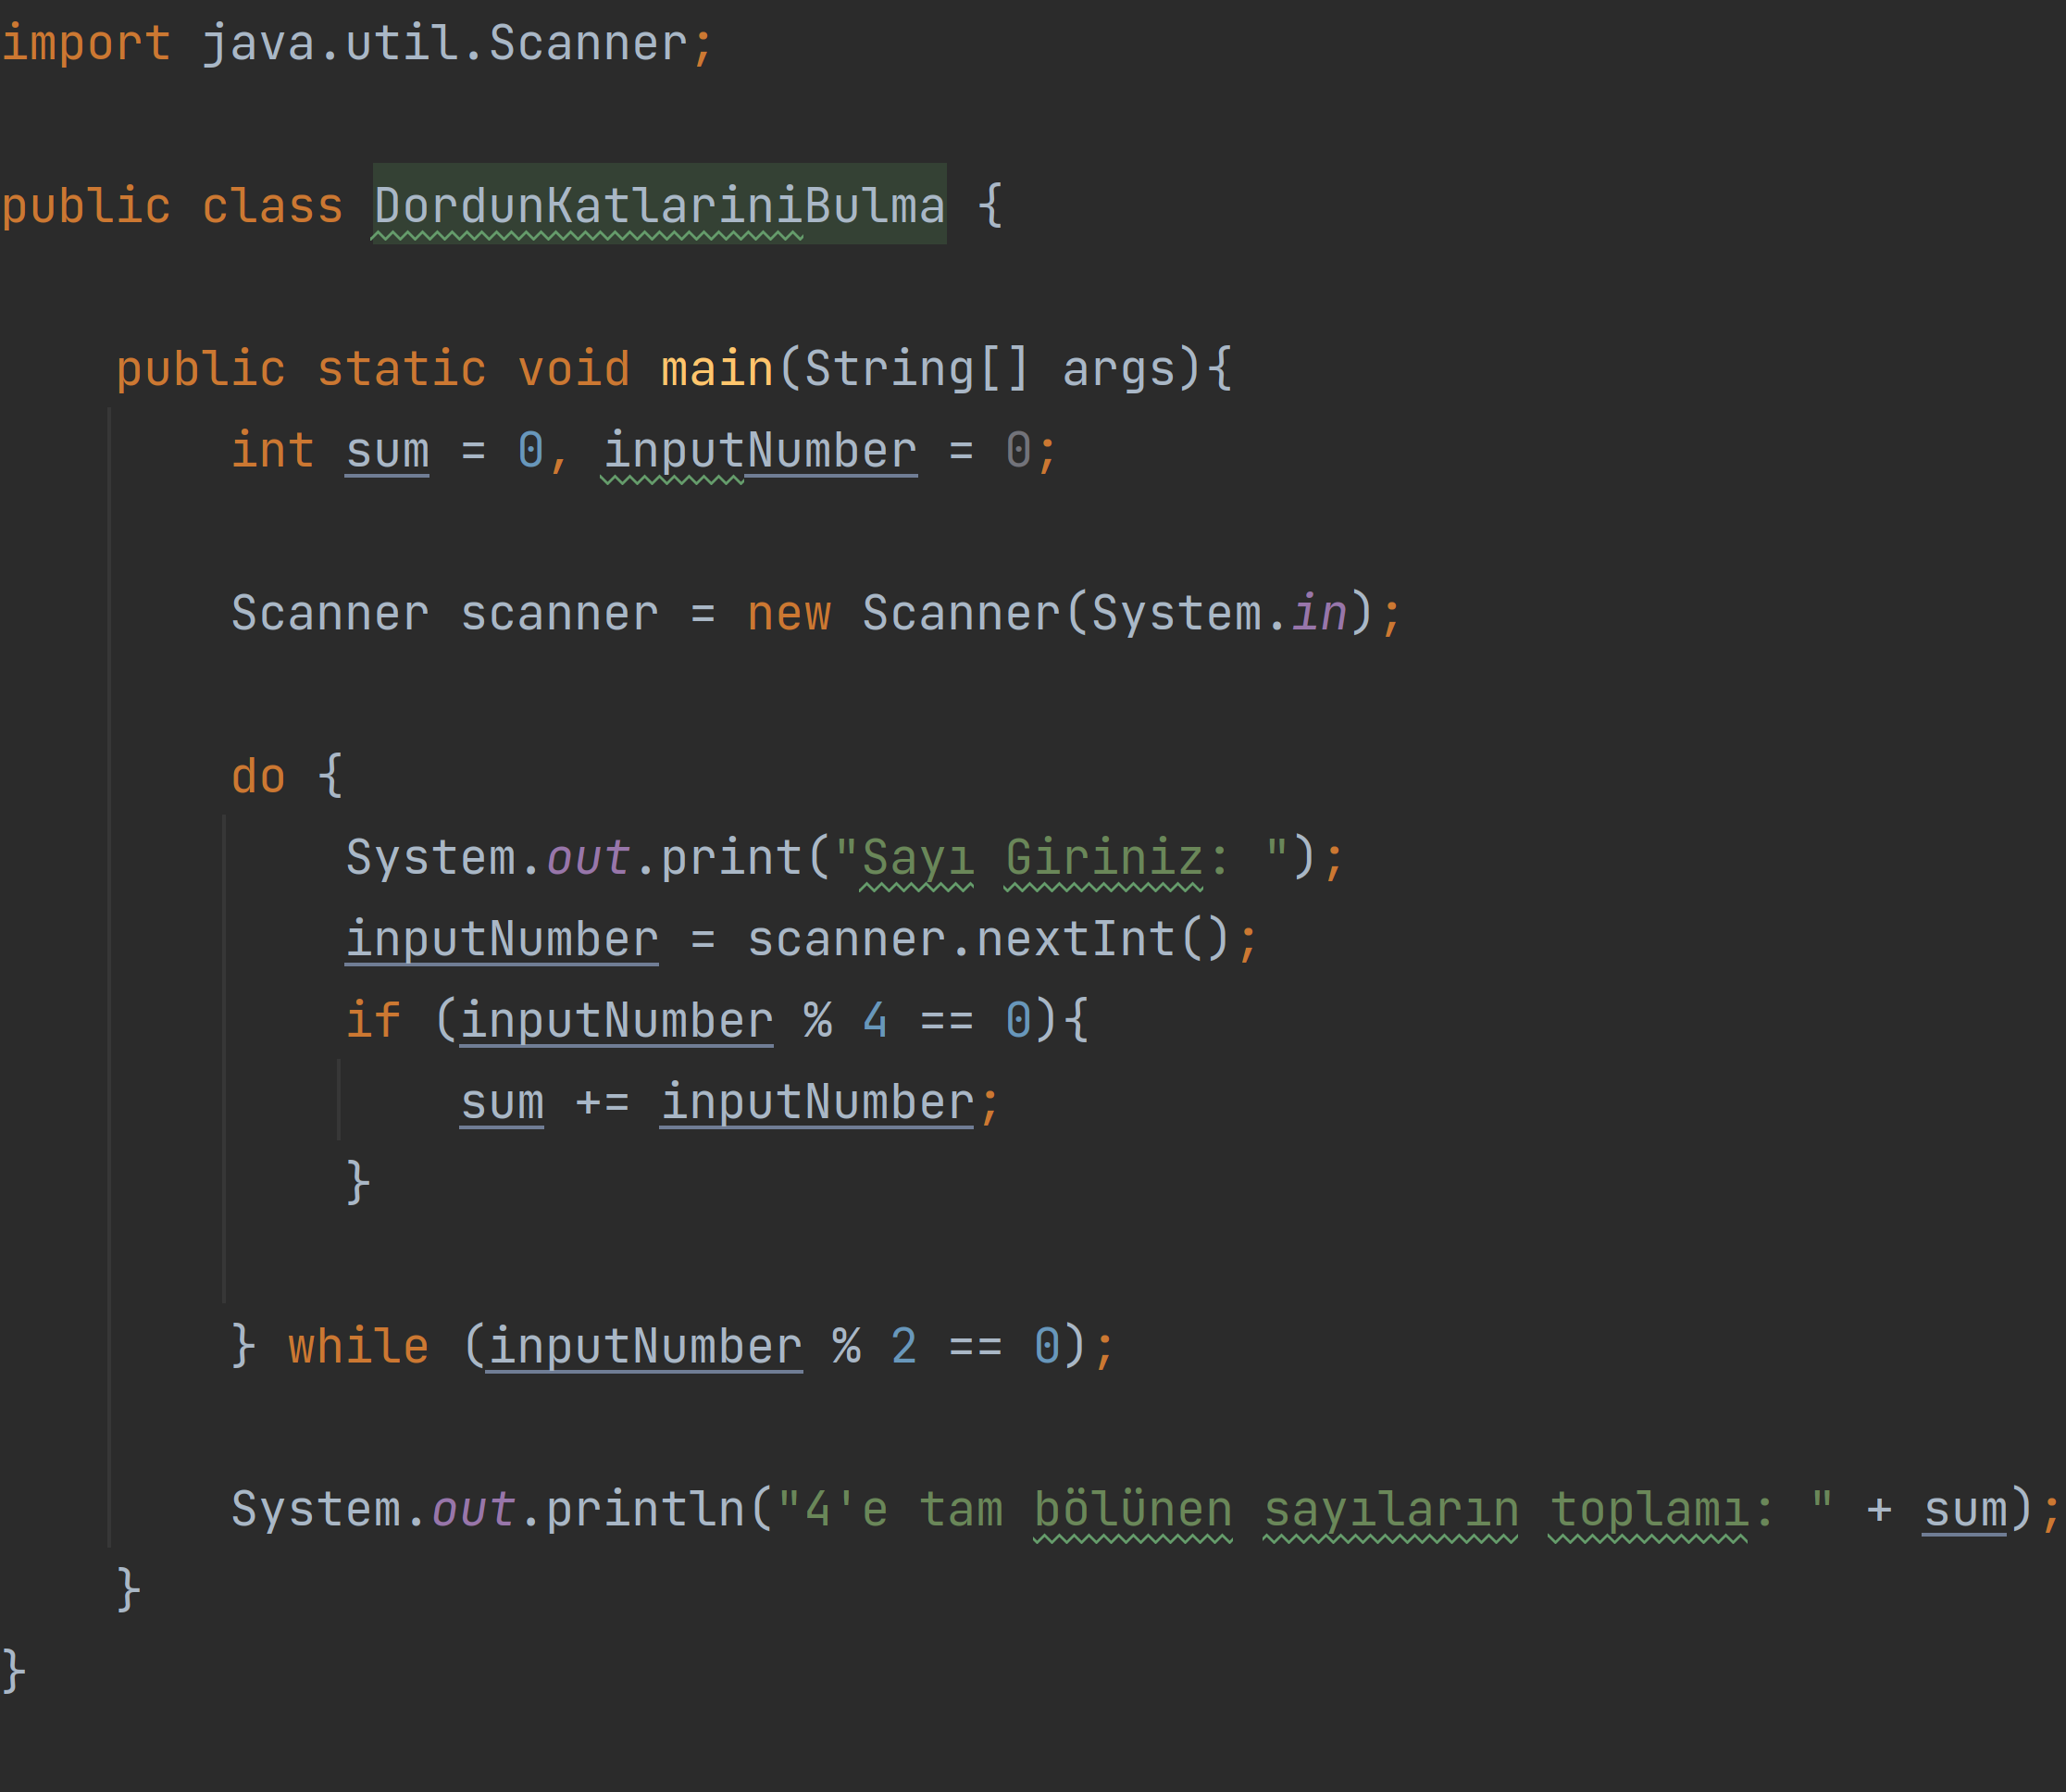 import java.util.Scanner;
public class DordunKatlariniBulma {
    public static void main(String[] args){
        int sum = 0, inputNumber = 0;
        Scanner scanner = new Scanner(System.in);
        do {
            System.out.print("Sayı Giriniz: ");
            inputNumber = scanner.nextInt();
            if (inputNumber % 4 == 0){
                sum += inputNumber;
            }
        } while (inputNumber % 2 == 0);
        System.out.println("4'e tam bölünen sayıların toplamı: " + sum);
    }
}